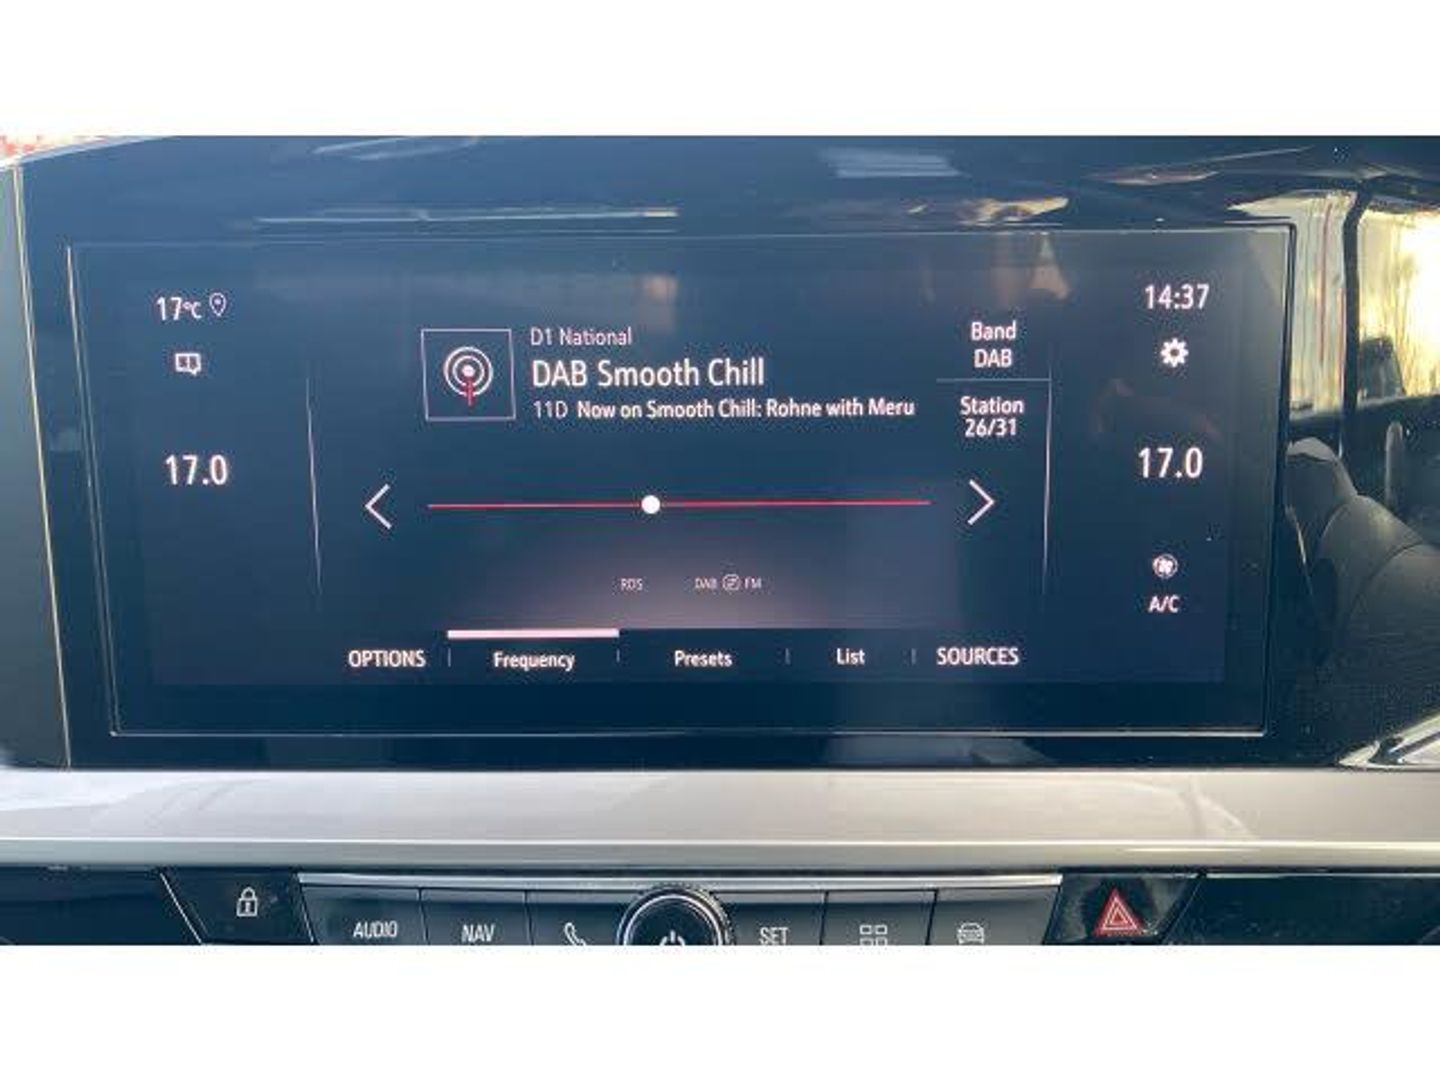 17°C
14:37
D1 National
DAB Smooth Chill
11D Now on Smooth Chill: Rohne with Meru
Band
DAB
Station
26/31
17.0
17.0
RDS
DAB
FM
A/C
OPTIONS
Frequency
Presets
List
SOURCES
AUDIO
NAV
SET